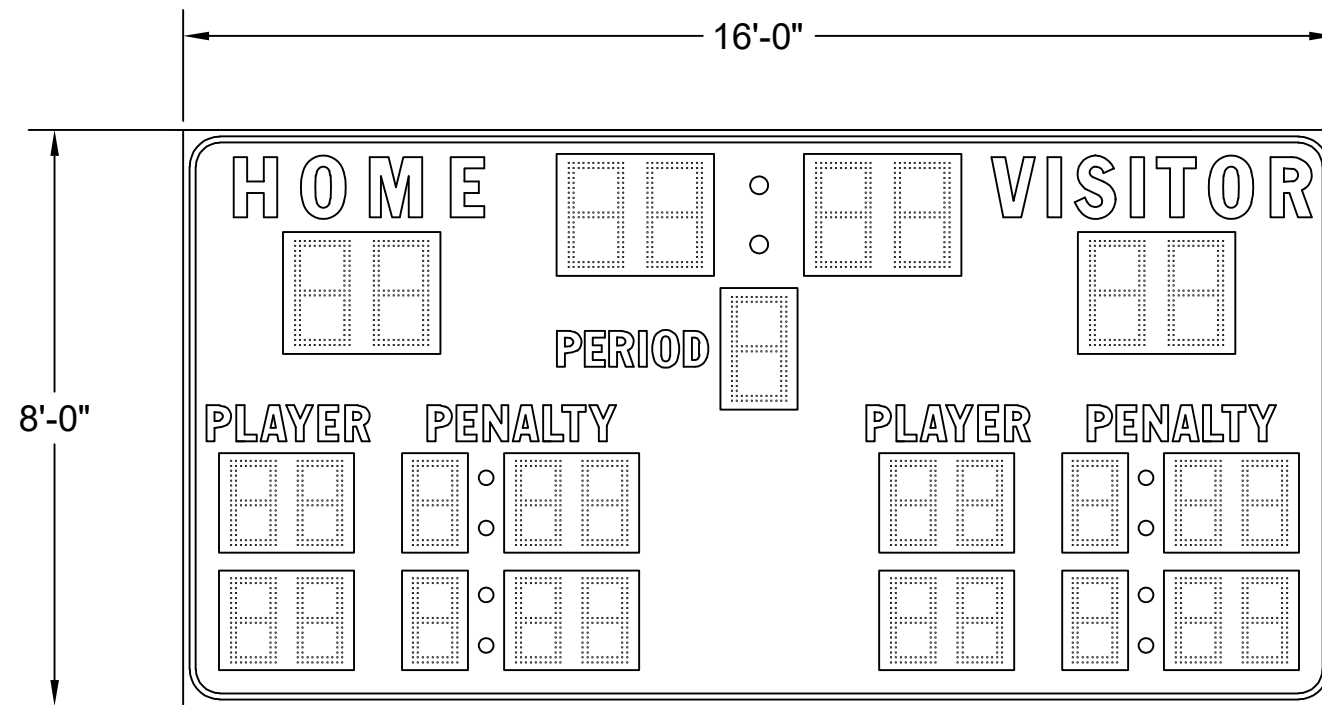 16'-0"
HOME VISITOR
PERIOD
8'-0"
PLAYER PENALTY PLAYER PENALTY